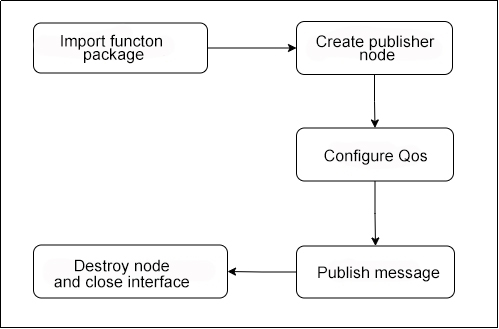 Import functon
package
Create publisher
node
Configure Qos
Publish message
Destroy node
and close interface